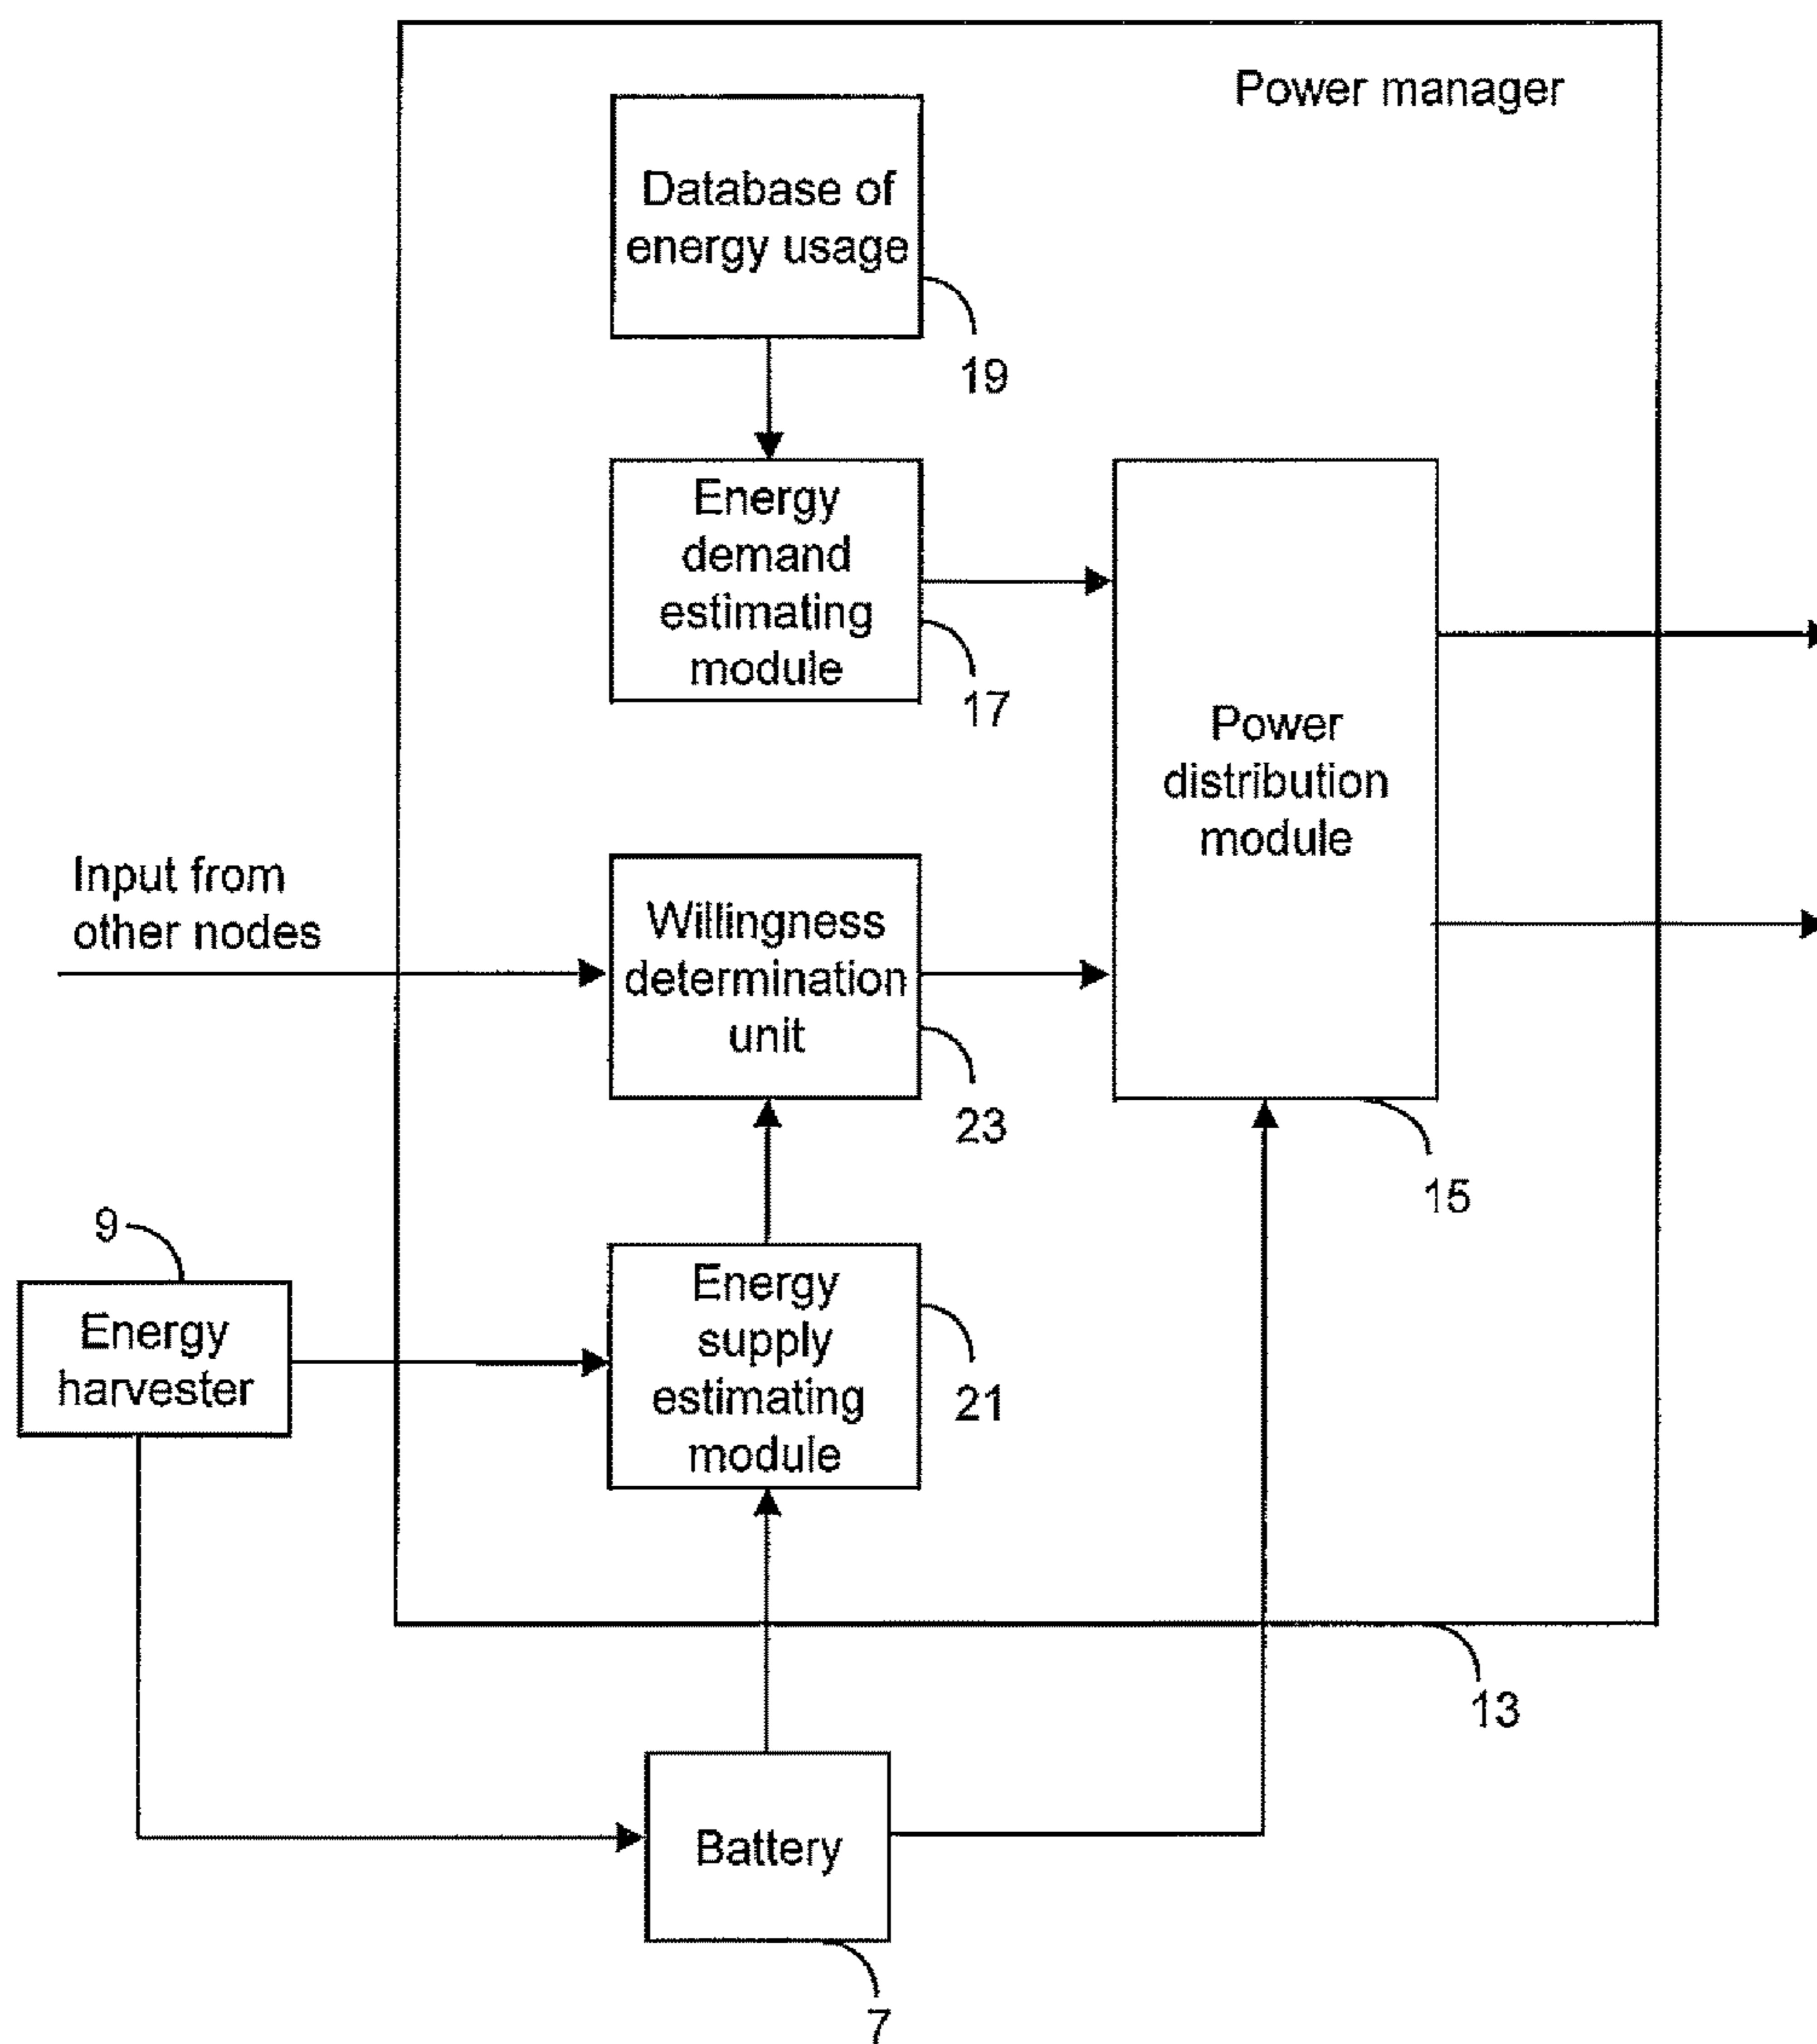 Power manager
Database of
energy usage
19
Energy
demand
estimating
module
17
Power
distribution
module
15
Input from
other nodes
Willingness
determination
unit
23
9
Energy
harvester
Energy
supply
estimating
module
21
13
Battery
7